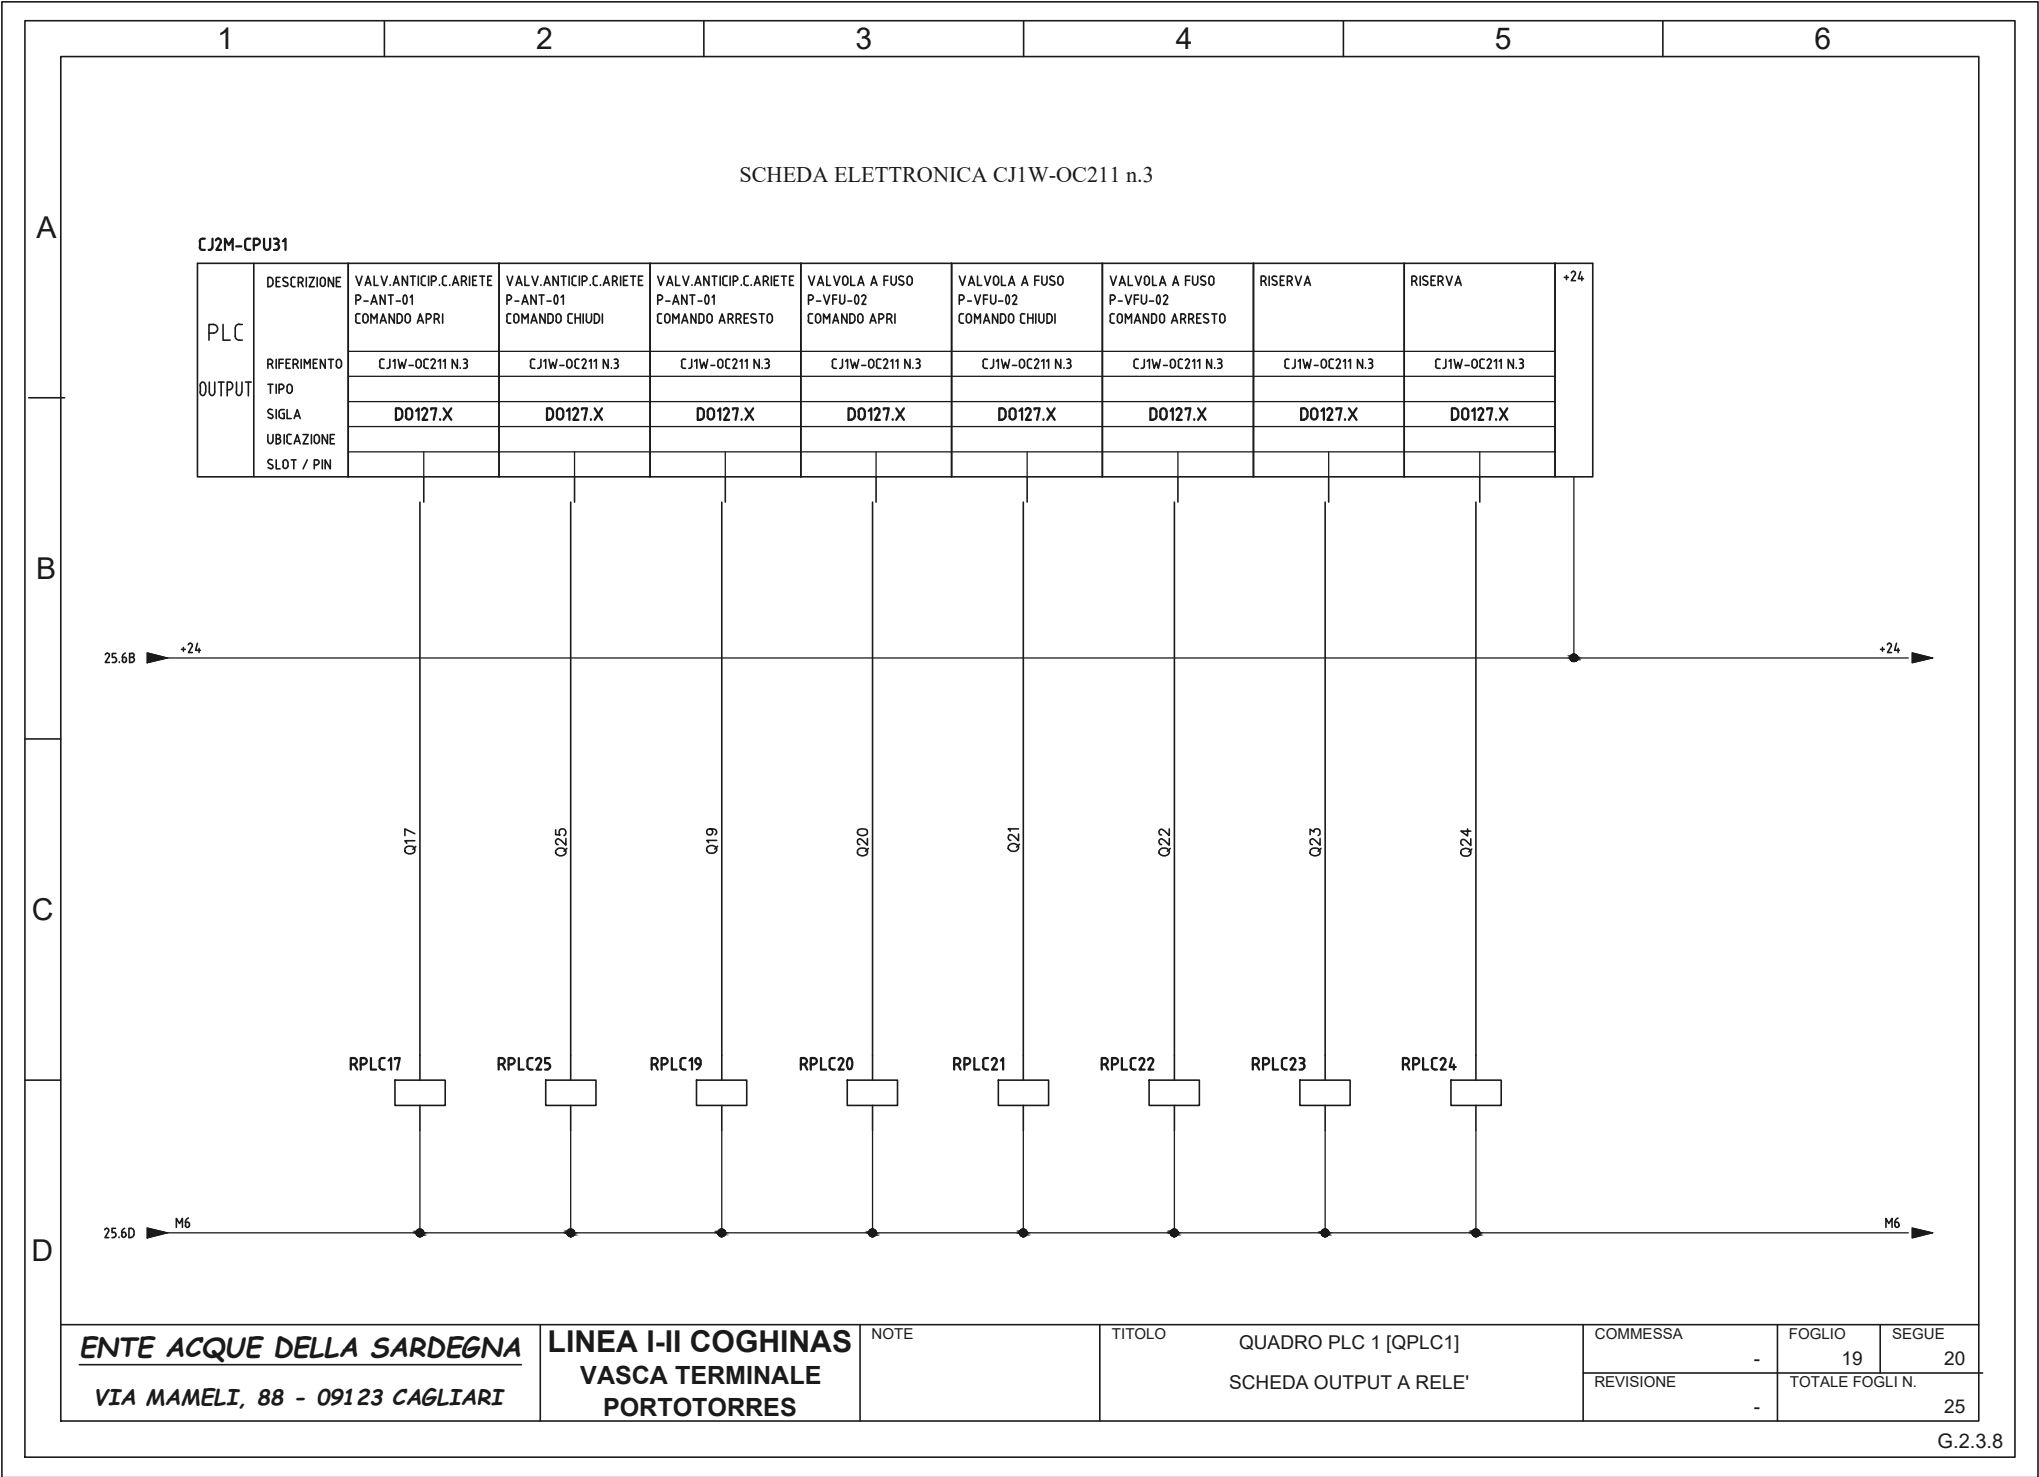 1 2 3 4 5 6
SCHEDA ELETTRONICA CJ1W-OC211 n.3
A
CJ2M-CPU31
PLC
OUTPUT
DESCRIZIONE
VALV.ANTICIP.C.ARIETE
P-ANT-01
COMANDO APRI
VALV.ANTICIP.C.ARIETE
P-ANT-01
COMANDO CHIUDI
VALV.ANTICIP.C.ARIETE
P-ANT-01
COMANDO ARRESTO
VALVOLA A FUSO
P-VFU-02
COMANDO APRI
VALVOLA A FUSO
P-VFU-02
COMANDO CHIUDI
VALVOLA A FUSO
P-VFU-02
COMANDO ARRESTO
RISERVA
RISERVA
+24
RIFERIMENTO CJ1W-OC211 N.3 CJ1W-OC211 N.3 CJ1W-OC211 N.3 CJ1W-OC211 N.3 CJ1W-OC211 N.3 CJ1W-OC211 N.3 CJ1W-OC211 N.3 CJ1W-OC211 N.3
TIPO
SIGLA DO127.X DO127.X DO127.X DO127.X DO127.X DO127.X DO127.X DO127.X
UBICAZIONE
SLOT / PIN
B
25.6B +24 +24
Q17 Q25 Q19 Q20 Q21 Q22 Q23 Q24
C
RPLC17 RPLC25 RPLC19 RPLC20 RPLC21 RPLC22 RPLC23 RPLC24
25.6D M6 M6
D
ENTE ACQUE DELLA SARDEGNA
VIA MAMELI, 88 - 09123 CAGLIARI
LINEA I-II COGHINAS
VASCA TERMINALE
PORTOTORRES
NOTE
TITOLO
QUADRO PLC 1 [QPLC1]
SCHEDA OUTPUT A RELE'
COMMESSA
-
REVISIONE
-
FOGLIO
19
SEGUE
20
TOTALE FOGLI N.
25
G.2.3.8